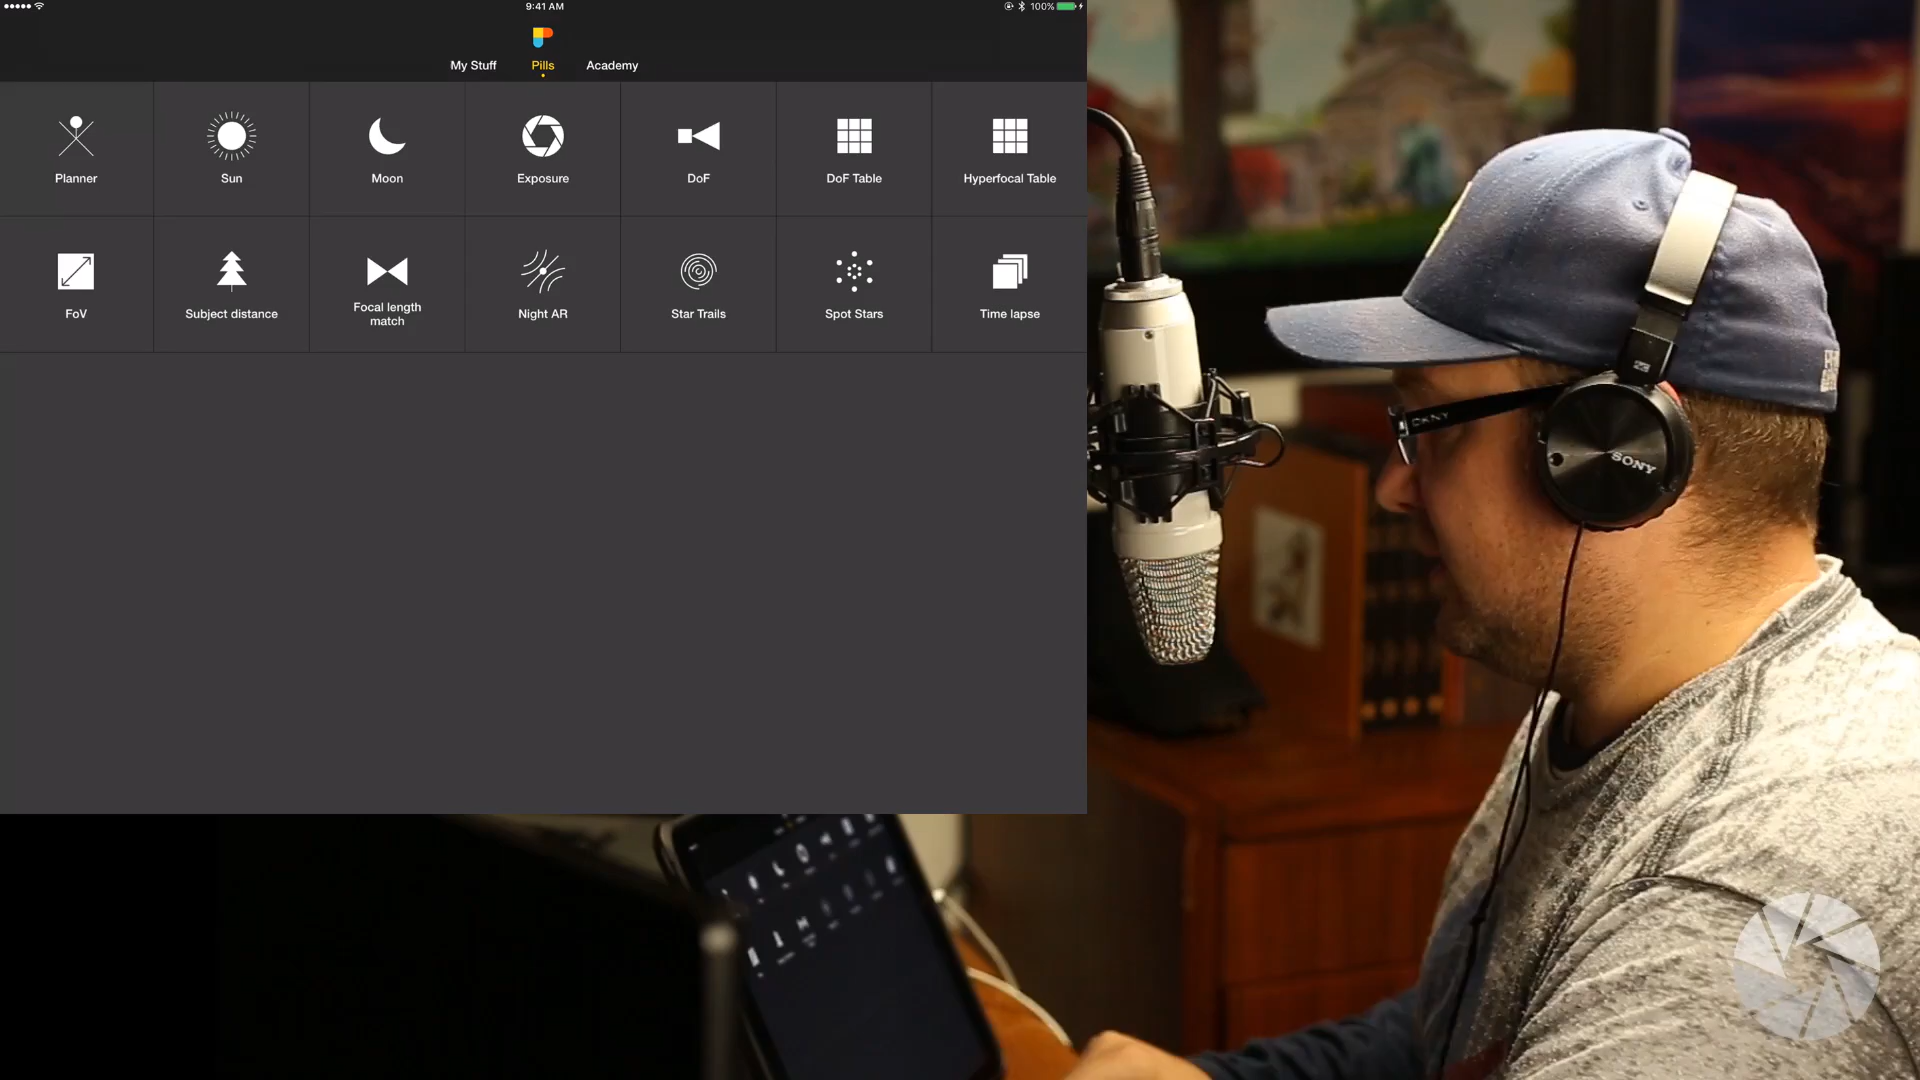 9:41 AM
100%
My Stuff
Pills
Academy
Planner
Sun
Moon
Exposure
DoF
DoF Table
Hyperfocal Table
FoV
Subject distance
Focal length
match
Night AR
Star Trails
Spot Stars
Time lapse
DKNY
SONY